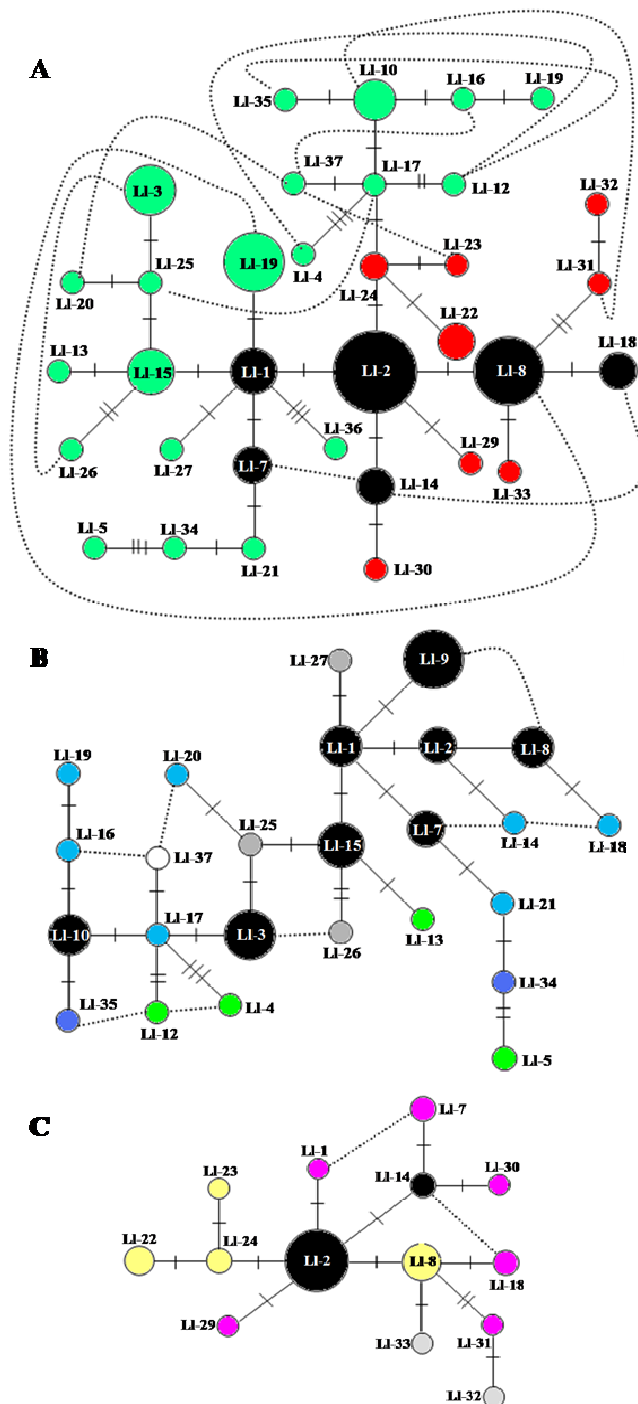 A
Ll-10
Ll-16
Ll-19
Ll-35
Ll-37
Ll-17
Ll-12
Ll-3
Ll-32
Ll-25
Ll-19
Ll-4
Ll-23
Ll-31
Ll-20
Ll-24
Ll-22
Ll-18
Ll-13
Ll-15
Ll-1
Ll-2
Ll-8
Ll-26
Ll-27
Ll-36
Ll-7
Ll-29
Ll-33
Ll-14
Ll-5
Ll-34
Ll-21
Ll-30
B
Ll-27
Ll-9
Ll-19
Ll-20
Ll-1
Ll-2
Ll-8
Ll-16
Ll-37
Ll-25
Ll-15
Ll-7
Ll-14
Ll-18
Ll-10
Ll-17
Ll-3
Ll-26
Ll-13
Ll-21
Ll-35
Ll-12
Ll-4
Ll-34
Ll-5
C
Ll-7
Ll-1
Ll-14
Ll-30
Ll-23
Ll-22
Ll-24
Ll-2
Ll-8
Ll-18
Ll-29
Ll-33
Ll-31
Ll-32